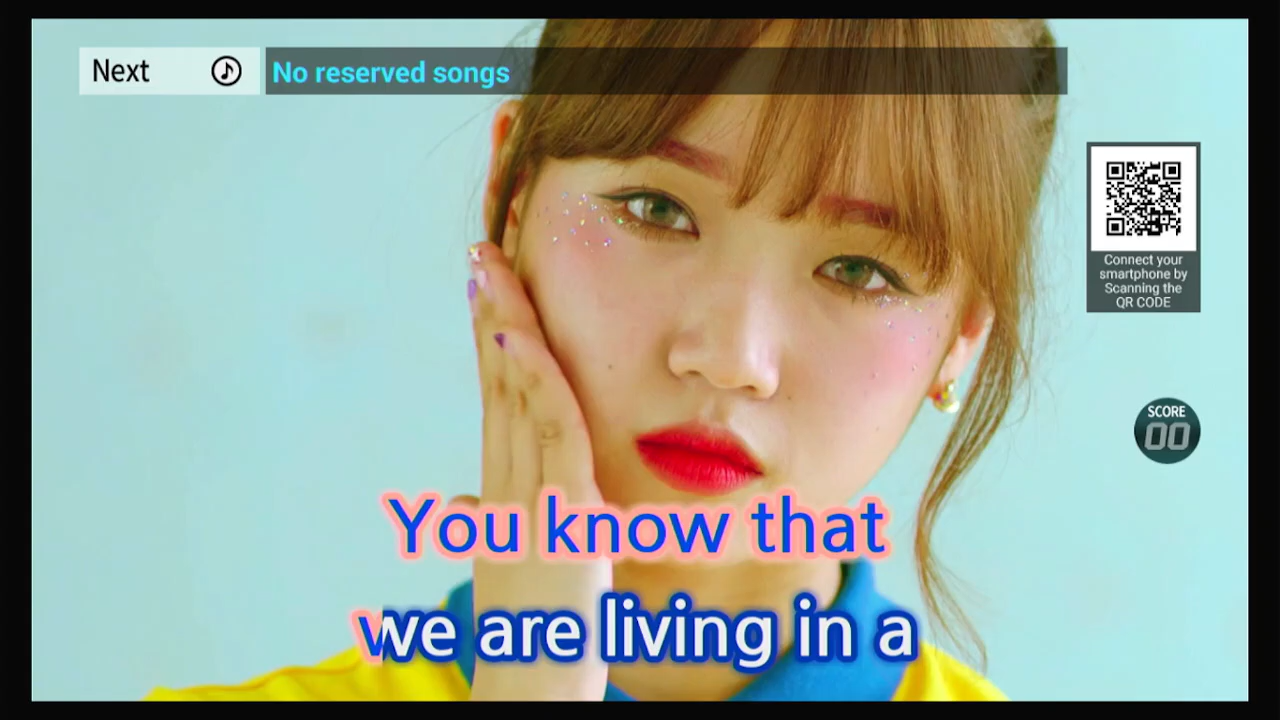 Next
No reserved songs
Connect your
smartphone by
Scanning the
QR CODE
SCORE
00
You know that
we are living in a